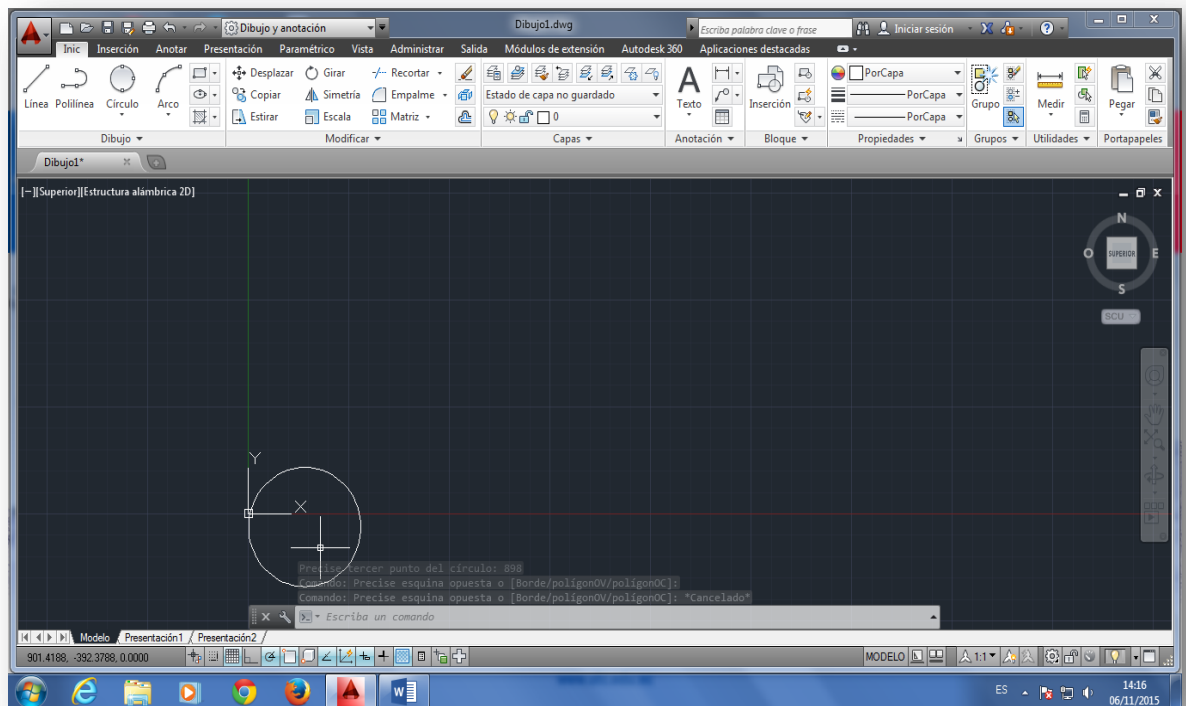 Dibujo y anotación
Dibujo1.dwg
Escriba palabra clave o frase
Iniciar sesión
Inic Inserción Anotar Presentación Paramétrico Vista Administrar Salida Módulos de extensión Autodesk 360 Aplicaciones destacadas
Línea Polilínea Círculo Arco
Desplazar Girar Recortar
Copiar Simetría Empalme
Estirar Escala Matriz
Estado de capa no guardado
0
Texto
Inserción
PorCapa
PorCapa
PorCapa
Grupo
Medir
Pegar
Dibujo Modificar Capas Anotación Bloque Propiedades Grupos Utilidades Portapapeles
Dibujo1*
[−][Superior][Estructura alámbrica 2D]
N
O SUPERIOR E
S
SCU
Y
X
Precise tercer punto del círculo: 898
Comando: Precise esquina opuesta o [Borde/polígonOV/polígonOC]:
Comando: Precise esquina opuesta o [Borde/polígonOV/polígonOC]: *Cancelado*
Escriba un comando
Modelo Presentación1 Presentación2
901.4188, -392.3788, 0.0000
MODELO
1:1
ES
14:16
06/11/2015